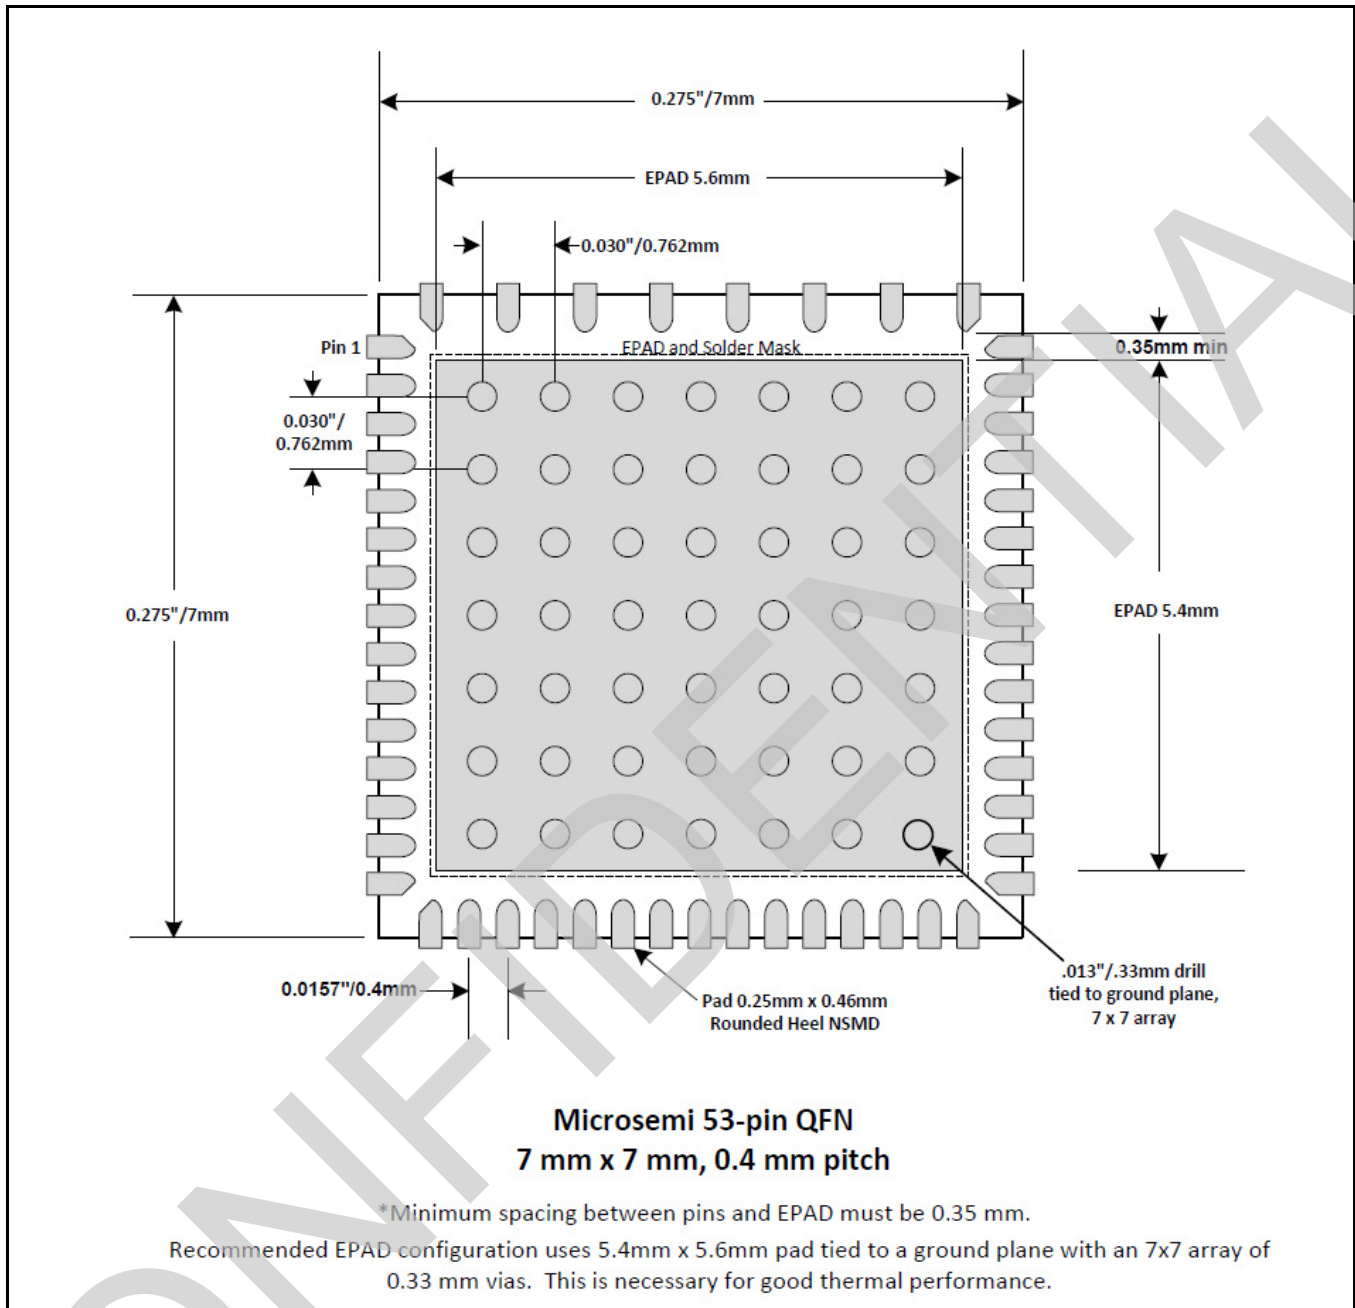 0.275"/7mm
EPAD 5.6mm
0.030"/0.762mm
Pin 1
EPAD and Solder Mask
0.35mm min
0.030"/
0.762mm
0.275"/7mm
EPAD 5.4mm
0.0157"/0.4mm
Pad 0.25mm x 0.46mm
Rounded Heel NSMD
.013"/.33mm drill
tied to ground plane,
7 x 7 array
Microsemi 53-pin QFN
7 mm x 7 mm, 0.4 mm pitch
*Minimum spacing between pins and EPAD must be 0.35 mm.
Recommended EPAD configuration uses 5.4mm x 5.6mm pad tied to a ground plane with an 7x7 array of
0.33 mm vias.  This is necessary for good thermal performance.
ONFIDENTIAL